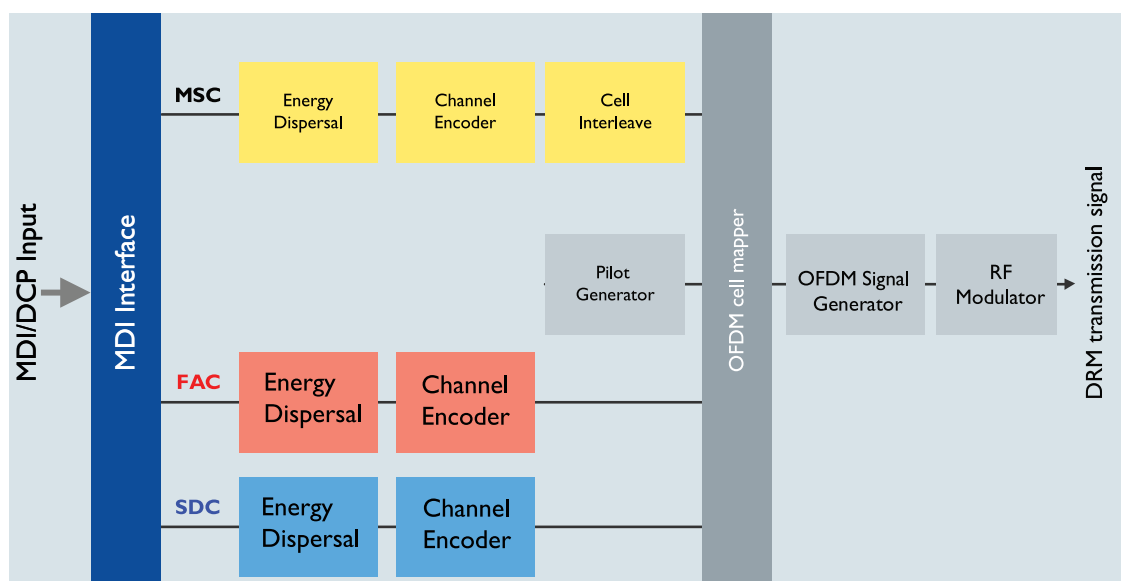 MDI/DCP Input
MDI Interface
MSC
Energy
Dispersal
Channel
Encoder
Cell
Interleave
Pilot
Generator
FAC
Energy
Dispersal
Channel
Encoder
SDC
Energy
Dispersal
Channel
Encoder
OFDM cell mapper
OFDM Signal
Generator
RF
Modulator
DRM transmission signal